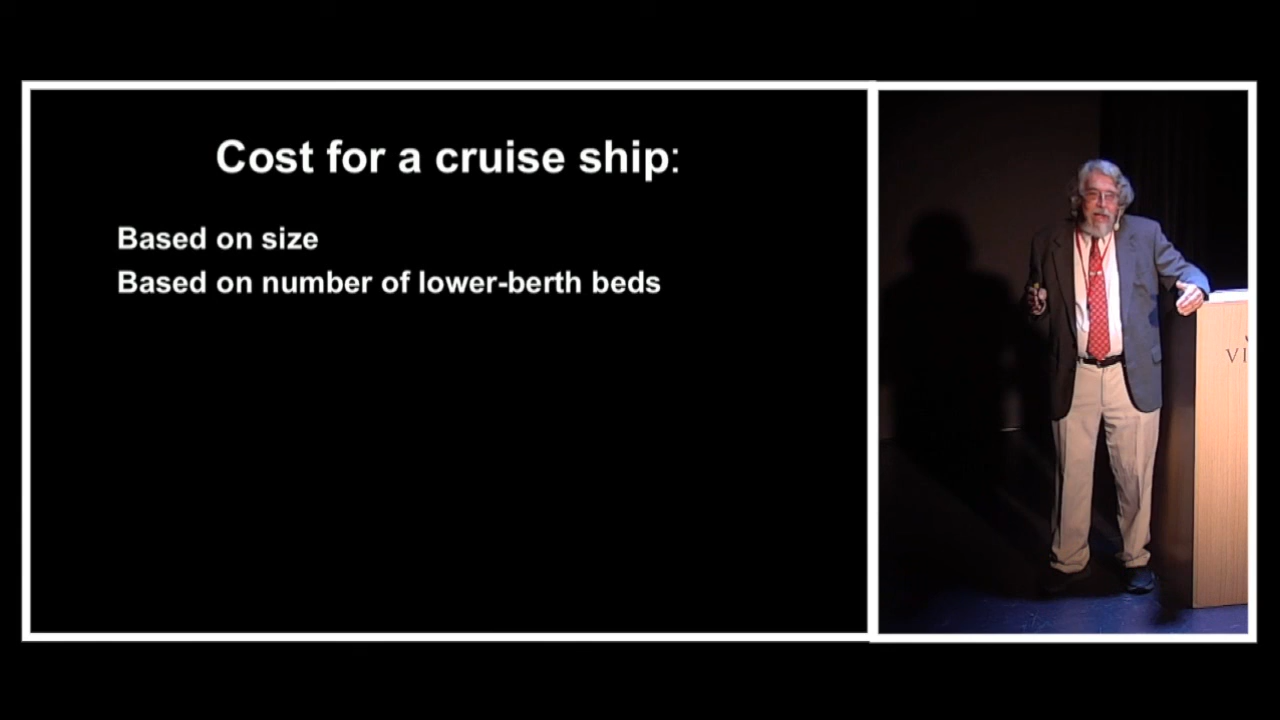 Cost for a cruise ship:
Based on size
Based on number of lower-berth beds